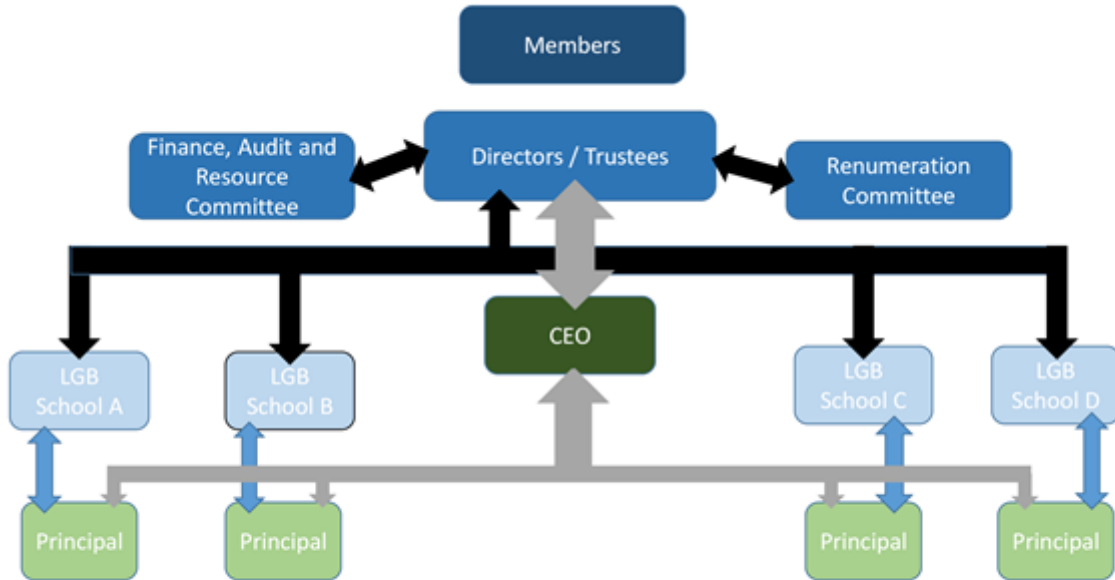 Members
Finance, Audit and
Resource
Committee
Directors / Trustees
Renumeration
Committee
CEO
LGB
School A
LGB
School B
LGB
School C
LGB
School D
Principal
Principal
Principal
Principal